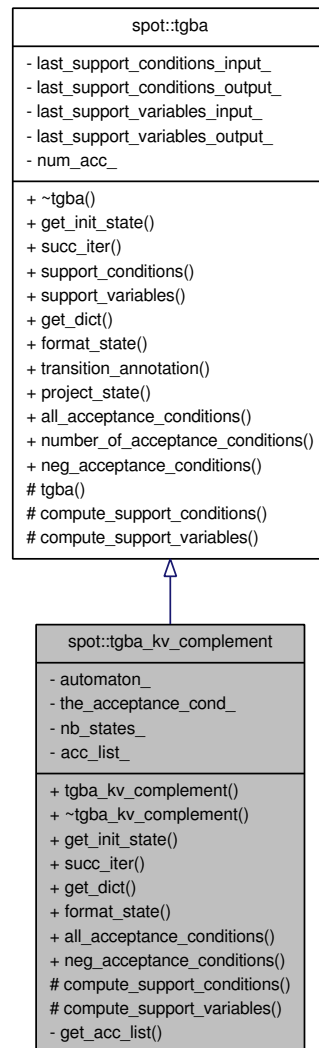 spot::tgba
- last_support_conditions_input_
- last_support_conditions_output_
- last_support_variables_input_
- last_support_variables_output_
- num_acc_
+ ~tgba()
+ get_init_state()
+ succ_iter()
+ support_conditions()
+ support_variables()
+ get_dict()
+ format_state()
+ transition_annotation()
+ project_state()
+ all_acceptance_conditions()
+ number_of_acceptance_conditions()
+ neg_acceptance_conditions()
# tgba()
# compute_support_conditions()
# compute_support_variables()
spot::tgba_kv_complement
- automaton_
- the_acceptance_cond_
- nb_states_
- acc_list_
+ tgba_kv_complement()
+ ~tgba_kv_complement()
+ get_init_state()
+ succ_iter()
+ get_dict()
+ format_state()
+ all_acceptance_conditions()
+ neg_acceptance_conditions()
# compute_support_conditions()
# compute_support_variables()
- get_acc_list()